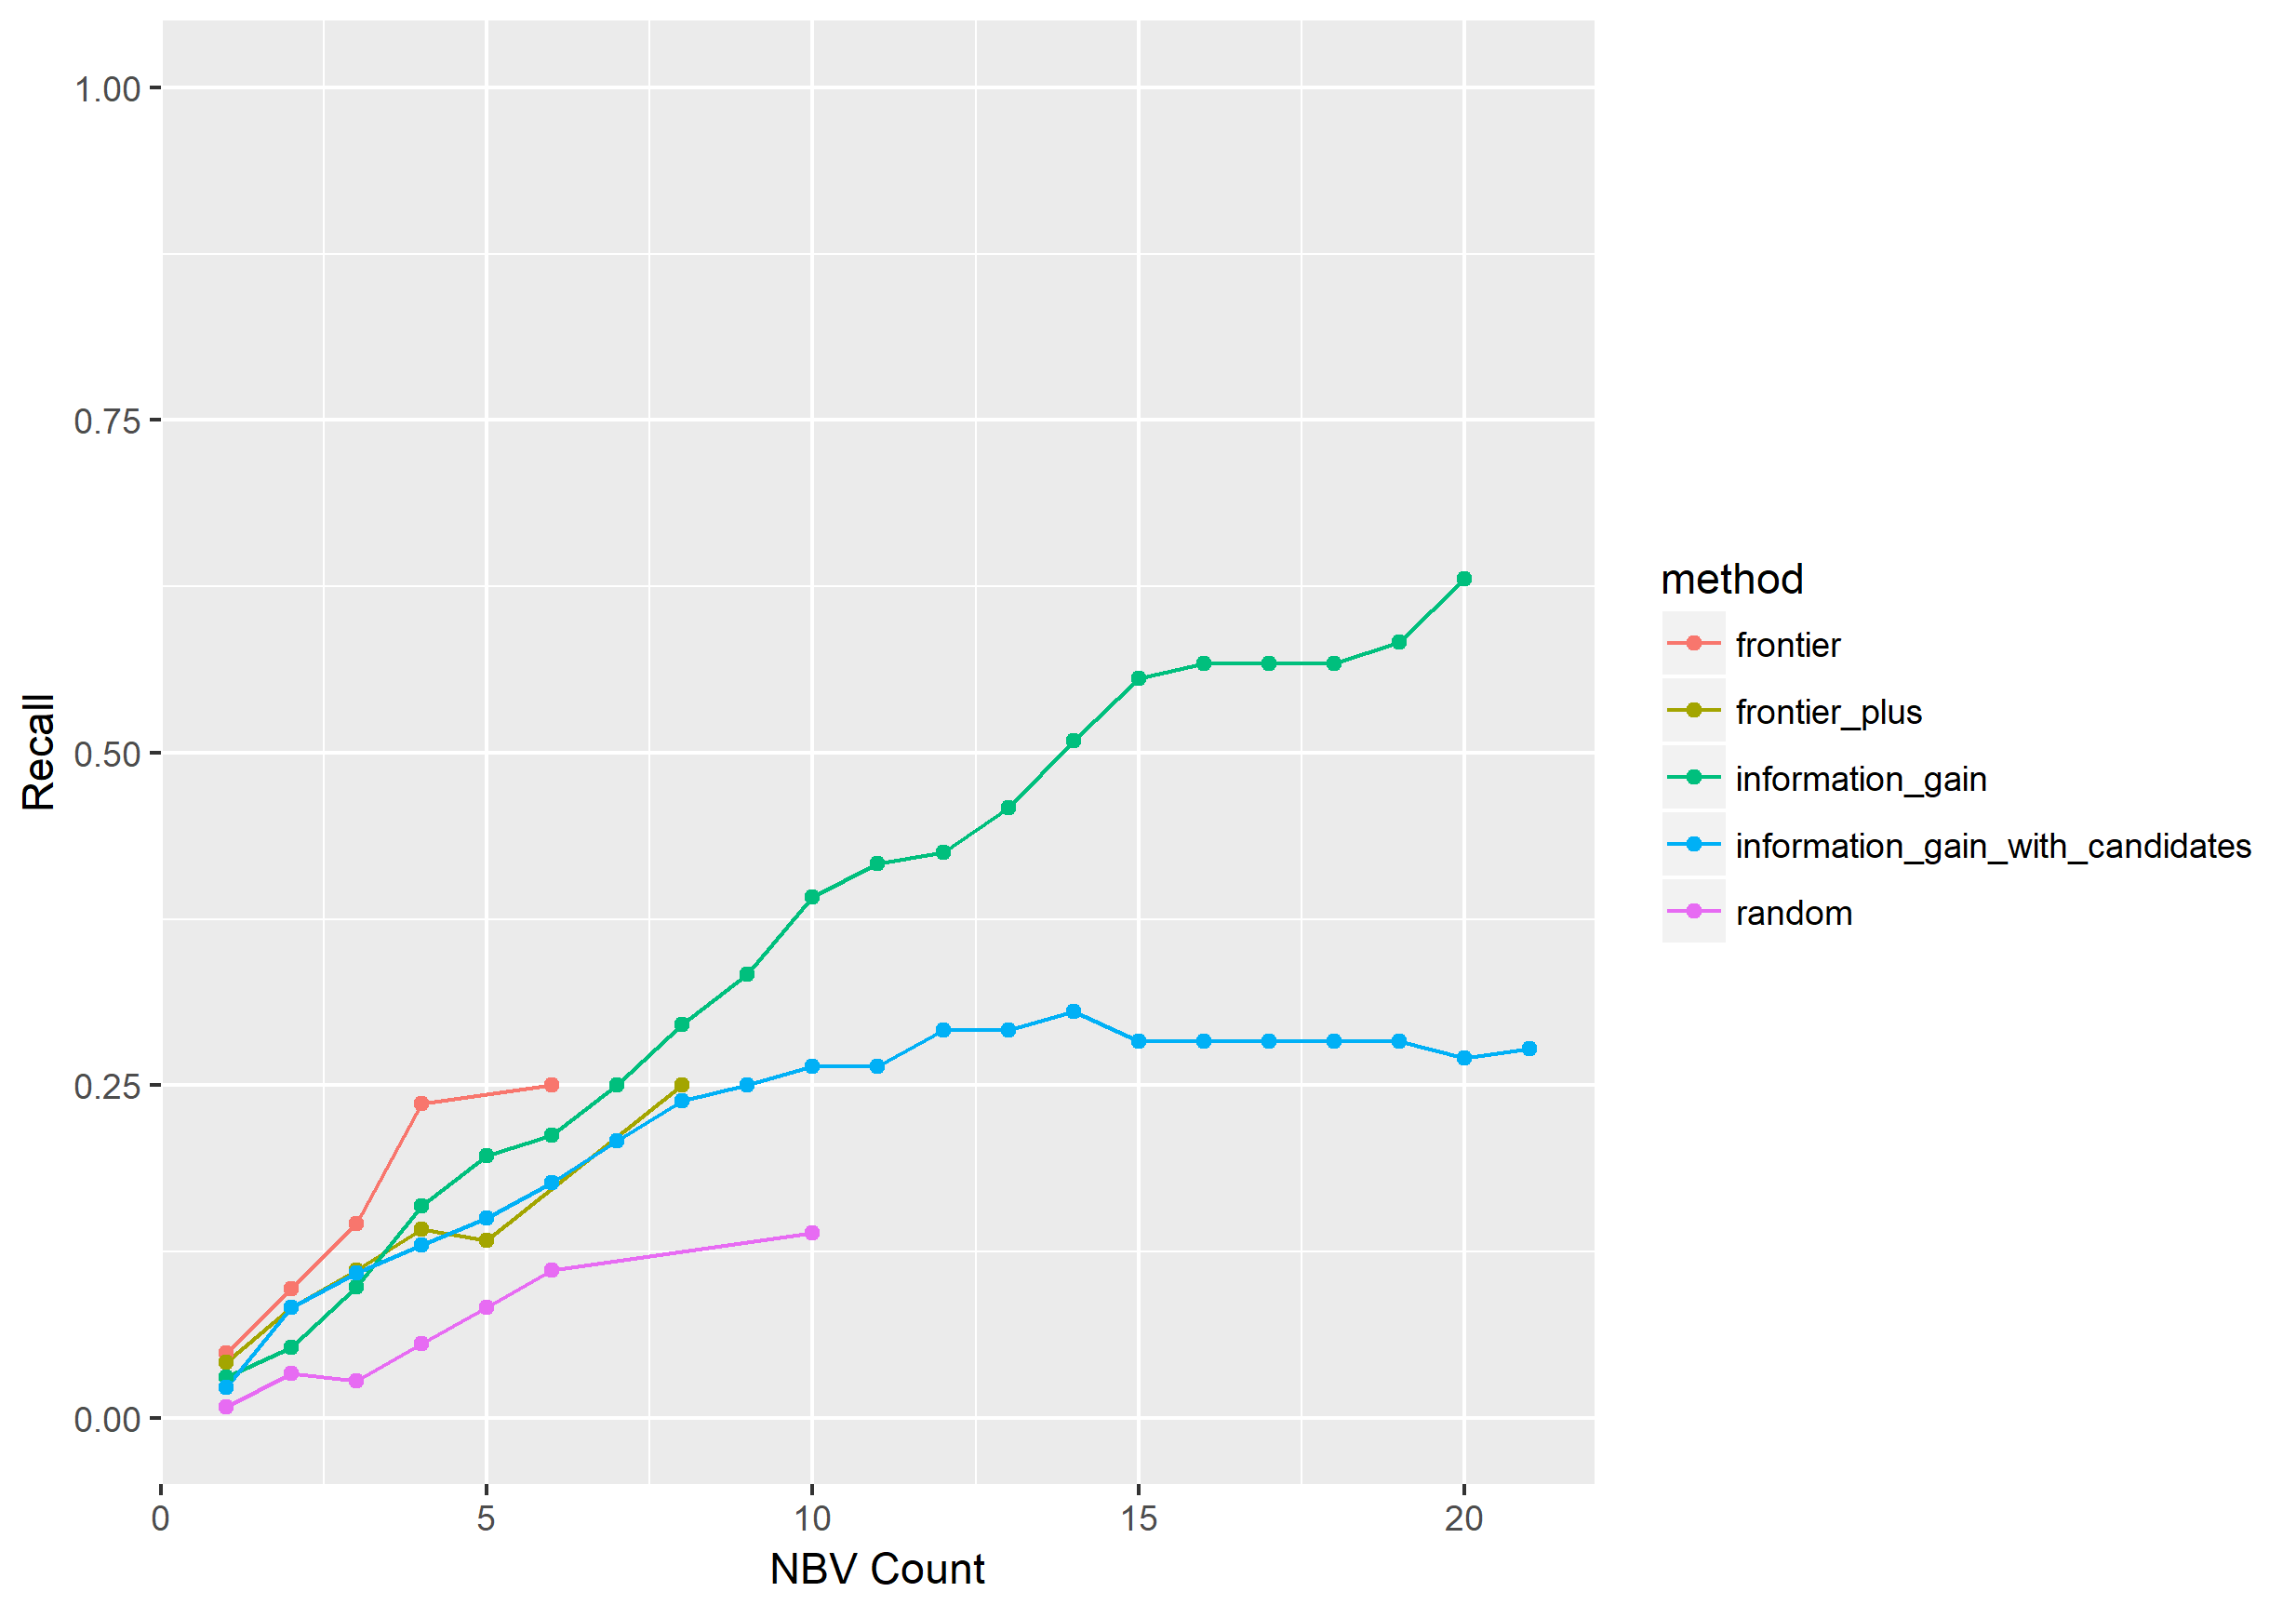 1.00
0.75
0.50
0.25
0.00
Recall
0 5 10 15 20
NBV Count
method
frontier
frontier_plus
information_gain
information_gain_with_candidates
random